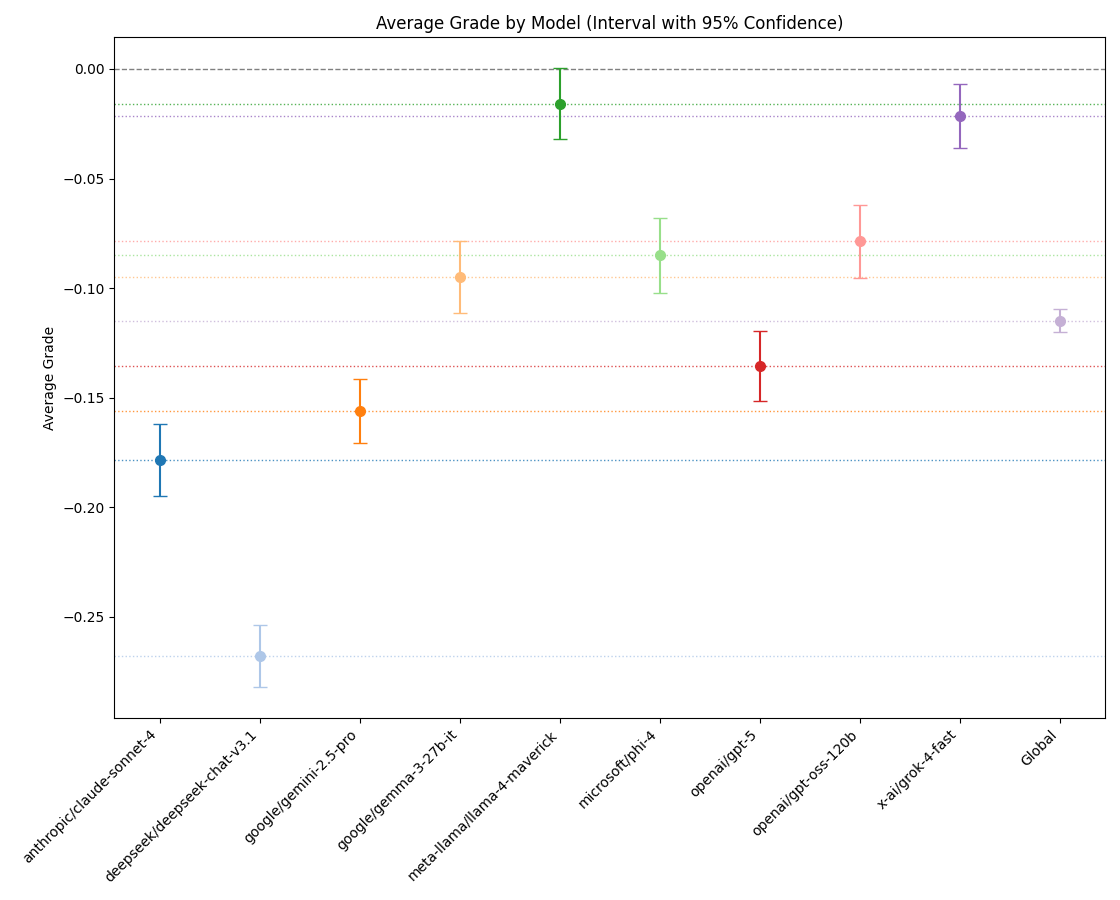 Average Grade by Model (Interval with 95% Confidence)
Average Grade
0.00
−0.05
−0.10
−0.15
−0.20
−0.25
anthropic/claude-sonnet-4
deepseek/deepseek-chat-v3.1
google/gemini-2.5-pro
google/gemma-3-27b-it
meta-llama/llama-4-maverick
microsoft/phi-4
openai/gpt-5
openai/gpt-oss-120b
x-ai/grok-4-fast
Global